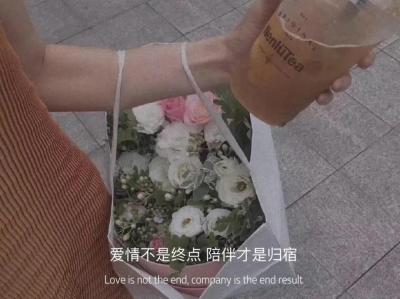 爱情不是终点 陪伴才是归宿
Love is not the end, company is the end result